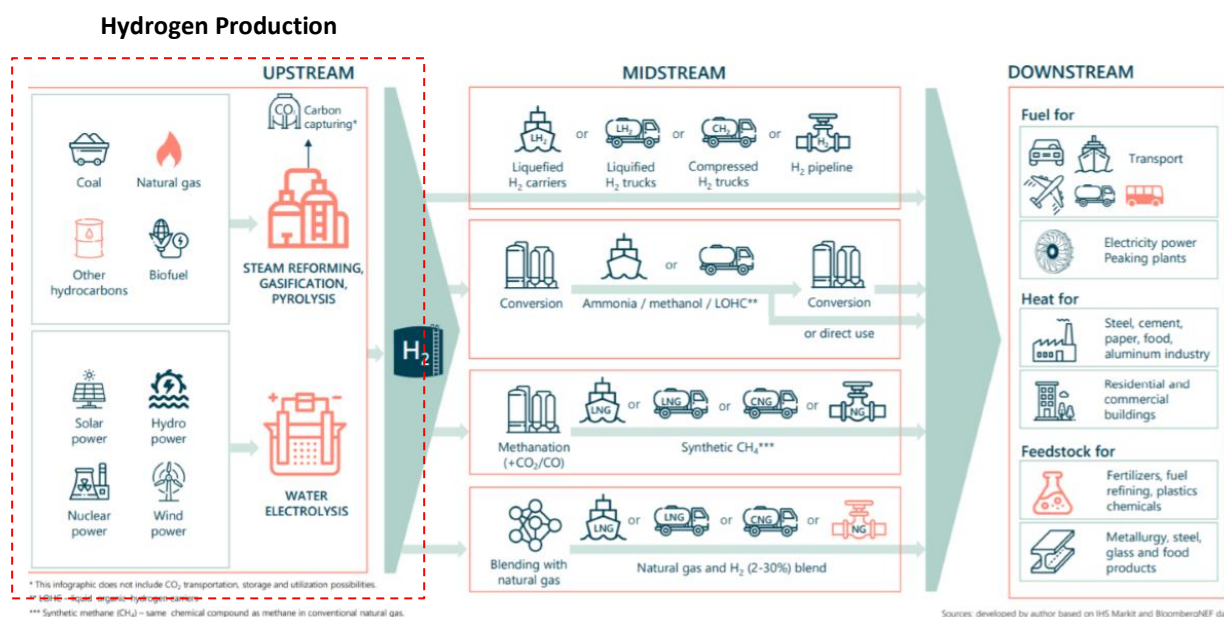 Hydrogen Production
UPSTREAM
CO₂
Carbon
capturing*
Coal
Natural gas
Other
hydrocarbons
Biofuel
STEAM REFORMING,
GASIFICATION,
PYROLYSIS
Solar
power
Hydro
power
Nuclear
power
Wind
power
WATER
ELECTROLYSIS
H₂
MIDSTREAM
LH₂ or LH₂ or CH₂ or H₂
Liquefied
H₂ carriers
Liquified
H₂ trucks
Compressed
H₂ trucks
H₂ pipeline
or
Conversion
Ammonia / methanol / LOHC**
Conversion
or direct use
LNG or LNG or CNG or NG
Methanation
(+CO₂/CO)
Synthetic CH₄***
LNG or LNG or CNG or NG
Blending with
natural gas
Natural gas and H₂ (2-30%) blend
DOWNSTREAM
Fuel for
Transport
Electricity power
Peaking plants
Heat for
Steel, cement,
paper, food,
aluminum industry
Residential and
commercial
buildings
Feedstock for
Fertilizers, fuel
refining, plastics
chemicals
Metallurgy, steel,
glass and food
products
* This infographic does not include CO₂ transportation, storage and utilization possibilities.
** LOHC - liquid organic hydrogen carriers
*** Synthetic methane (CH₄) – same chemical compound as methane in conventional natural gas.
Sources: developed by author based on IHS Markit and BloombergNEF da